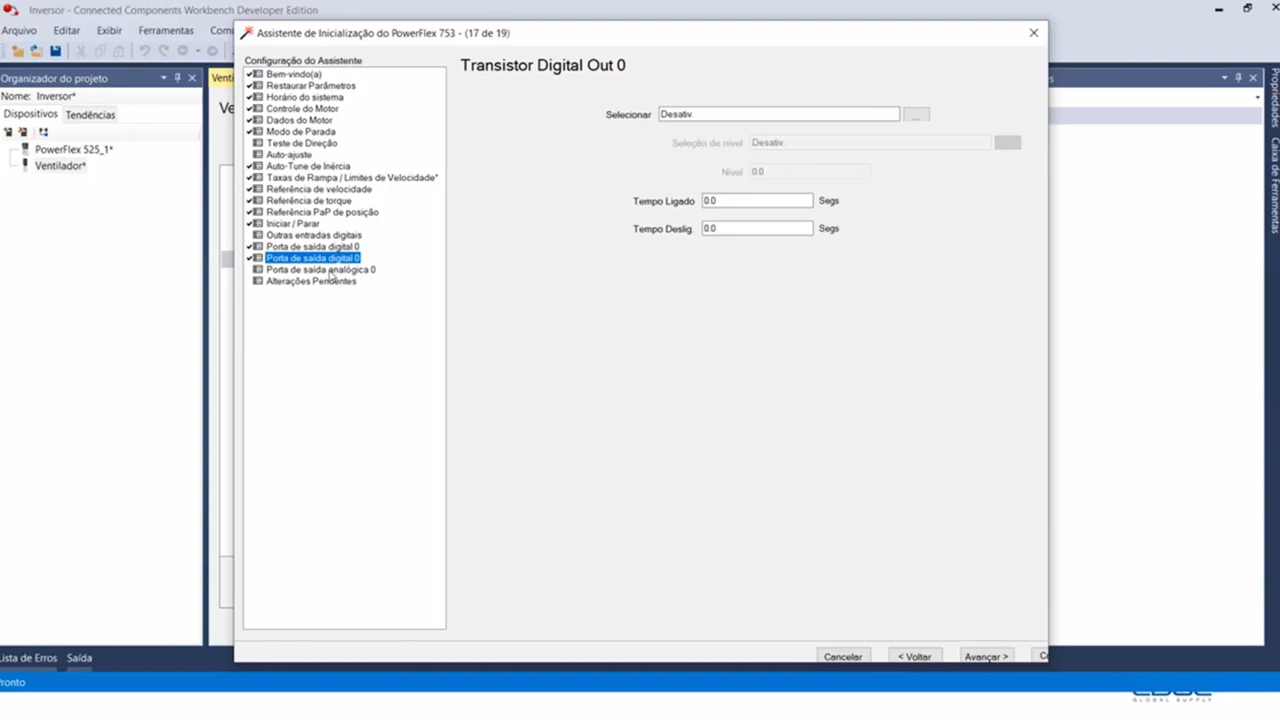 Inversor - Connected Components Workbench Developer Edition
Arquivo Editar Exibir Ferramentas
Organizador do projeto
Nome: Inversor*
Dispositivos Tendências
PowerFlex 525_1*
Ventilador*
Assistente de Inicialização do PowerFlex 753 - (17 de 19)
Configuração do Assistente
Bem-vindo(a)
Restaurar Parâmetros
Horário do sistema
Controle do Motor
Dados do Motor
Modo de Parada
Teste de Direção
Auto-ajuste
Auto-Tune de Inércia
Taxas de Rampa / Limites de Velocidade*
Referência de velocidade
Referência de torque
Referência PaP de posição
Iniciar / Parar
Outras entradas digitais
Porta de saída digital 0
Porta de saída digital 0
Porta de saída analógica 0
Alterações Pendentes
Transistor Digital Out 0
Selecionar Desativ. ...
Seleção de nível Desativ.
Nível 0.0
Tempo Ligado 0.0 Segs
Tempo Deslig. 0.0 Segs
Cancelar < Voltar Avançar >
Propriedades
Caixa de Ferramentas
Lista de Erros Saída
Pronto
GLOBAL SUPPLY